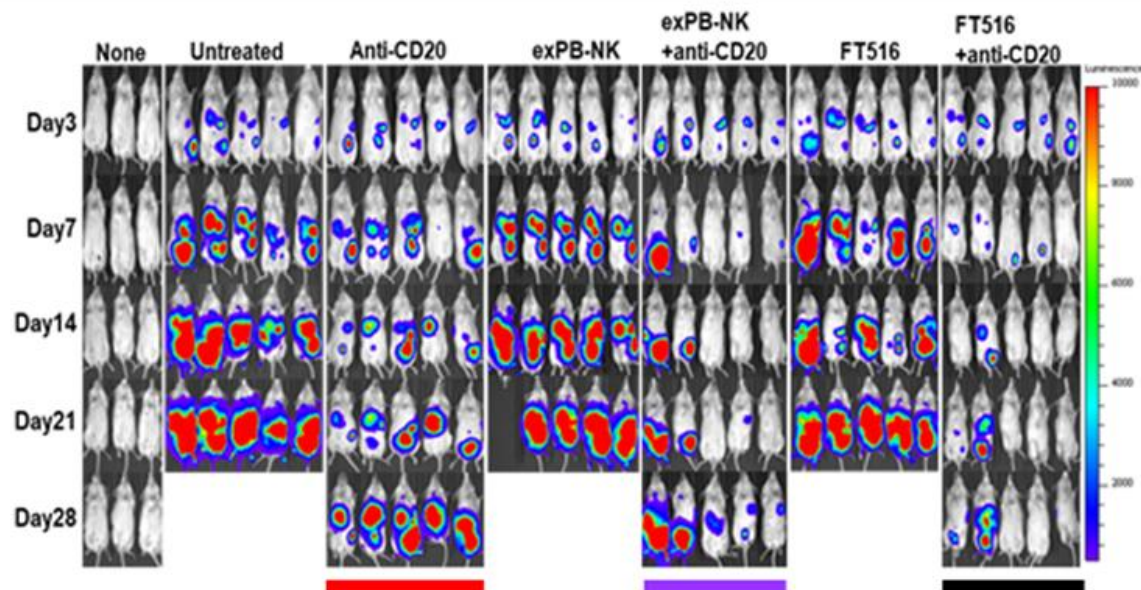 None
Untreated
Anti-CD20
exPB-NK
exPB-NK
+anti-CD20
FT516
FT516
+anti-CD20
Luminescence
10000
Day3
8000
Day7
6000
Day14
4000
Day21
2000
Day28